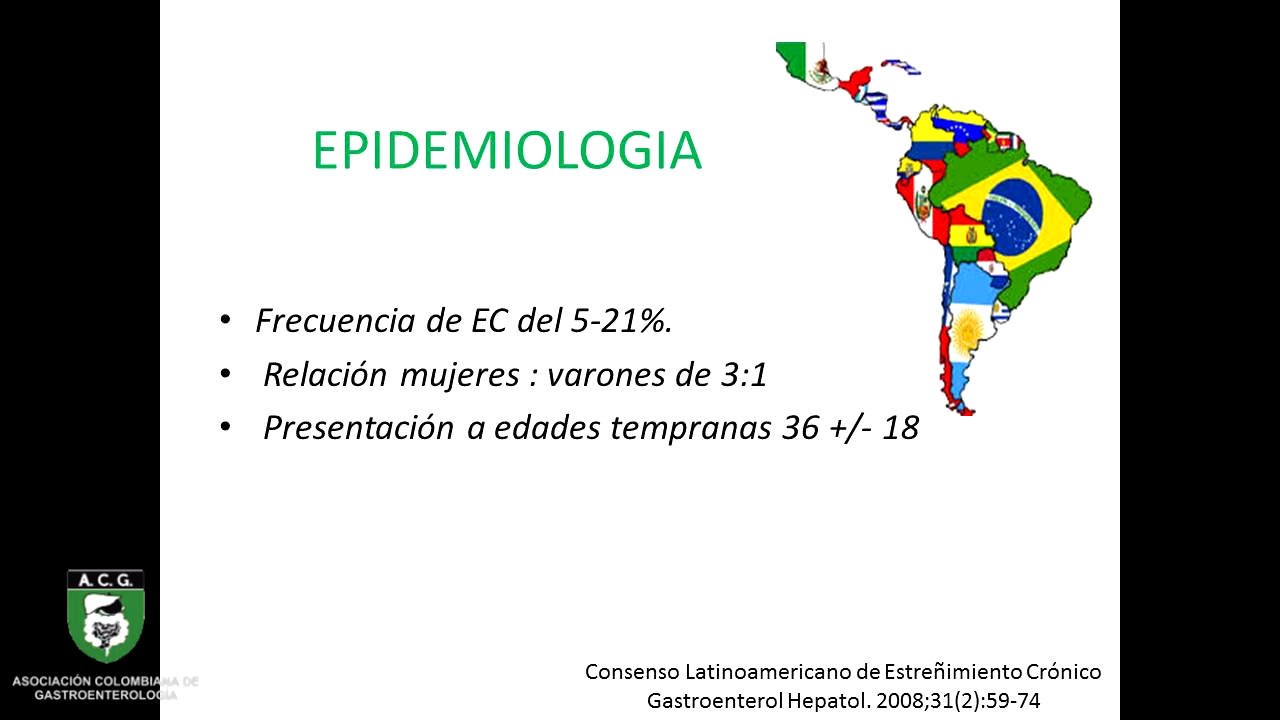 EPIDEMIOLOGIA
• Frecuencia de EC del 5-21%.
• Relación mujeres : varones de 3:1
• Presentación a edades tempranas 36 +/- 18
A. C. G.
ASOCIACIÓN COLOMBIANA DE
GASTROENTEROLOGÍA
Consenso Latinoamericano de Estreñimiento Crónico
Gastroenterol Hepatol. 2008;31(2):59-74